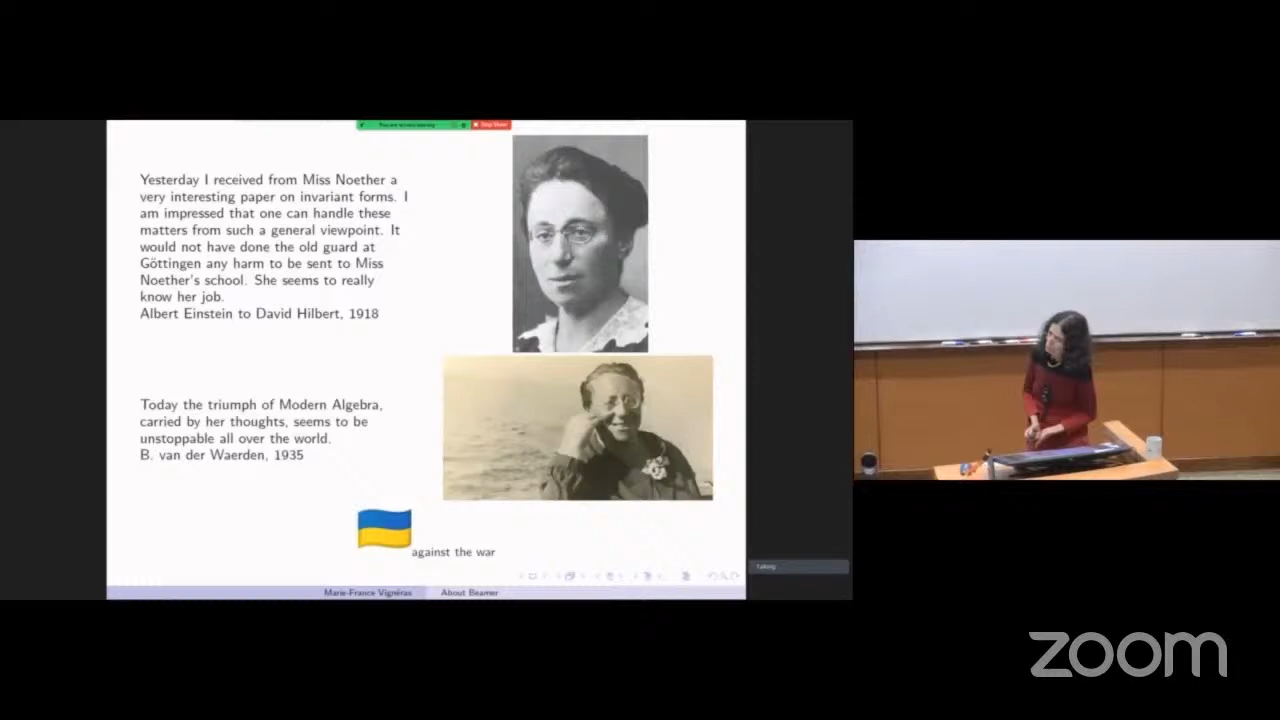 Yesterday I received from Miss Noether a
very interesting paper on invariant forms. I
am impressed that one can handle these
matters from such a general viewpoint. It
would not have done the old guard at
Göttingen any harm to be sent to Miss
Noether's school. She seems to really
know her job.
Albert Einstein to David Hilbert, 1918
Today the triumph of Modern Algebra,
carried by her thoughts, seems to be
unstoppable all over the world.
B. van der Waerden, 1935
against the war
Marie-France Vignéras About Beamer
Talking:
zoom